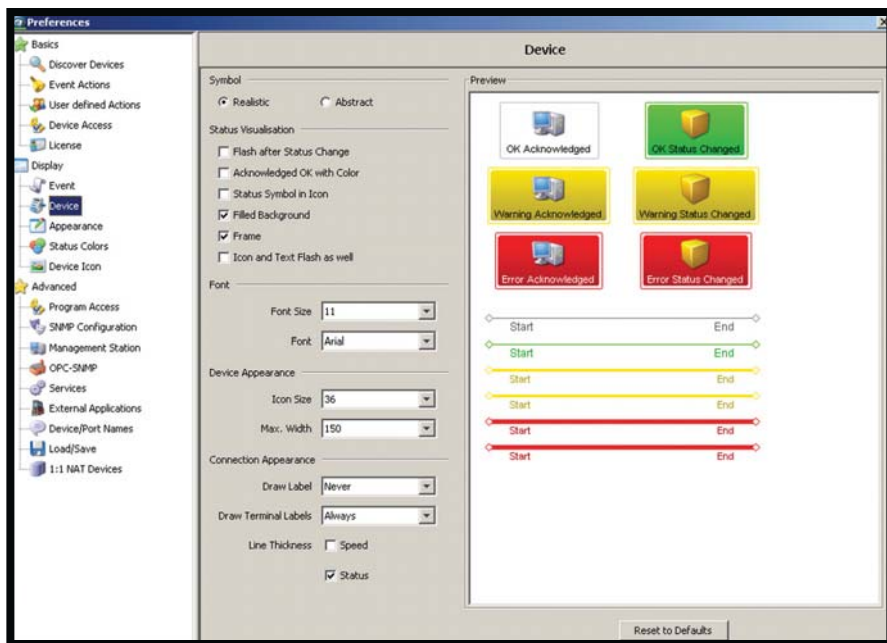 Preferences
Basics
Discover Devices
Event Actions
User defined Actions
Device Access
License
Display
Event
Device
Appearance
Status Colors
Device Icon
Advanced
Program Access
SNMP Configuration
Management Station
OPC-SNMP
Services
External Applications
Device/Port Names
Load/Save
1:1 NAT Devices
Device
Symbol
Realistic
Abstract
Status Visualisation
Flash after Status Change
Acknowledged OK with Color
Status Symbol in Icon
Filled Background
Frame
Icon and Text Flash as well
Font
Font Size 11
Font Arial
Device Appearance
Icon Size 36
Max. Width 150
Connection Appearance
Draw Label Never
Draw Terminal Labels Always
Line Thickness Speed
Status
Preview
OK Acknowledged
OK Status Changed
Warning Acknowledged
Warning Status Changed
Error Acknowledged
Error Status Changed
Start End
Start End
Start End
Start End
Start End
Start End
Reset to Defaults